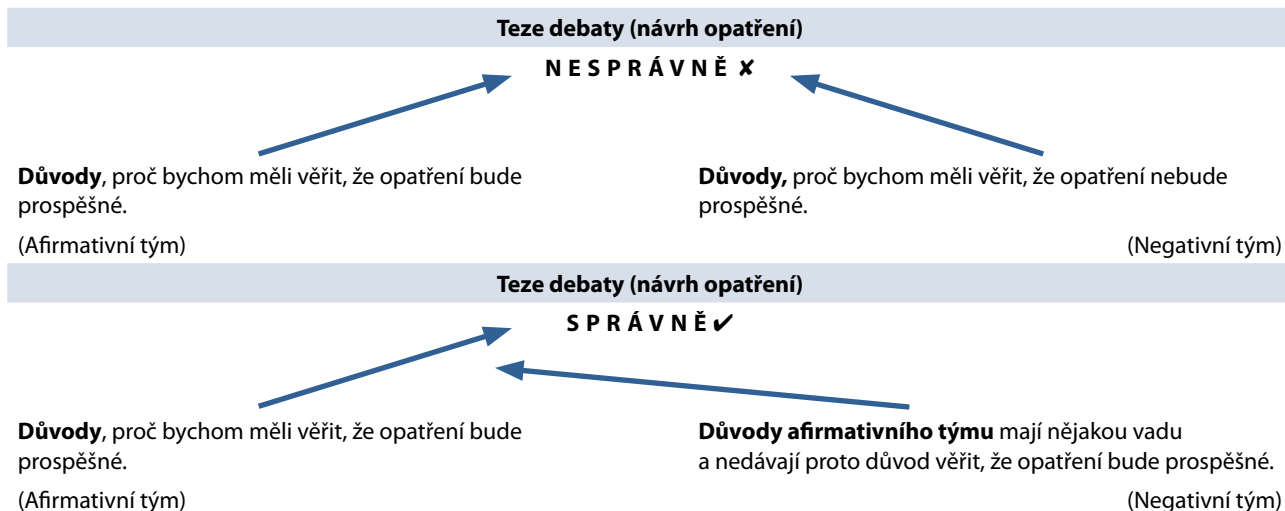 Teze debaty (návrh opatření)
N E S P R Á V N Ě ✘
Důvody, proč bychom měli věřit, že opatření bude
prospěšné.
(Afirmativní tým)
Důvody, proč bychom měli věřit, že opatření nebude
prospěšné.
(Negativní tým)
Teze debaty (návrh opatření)
S P R Á V N Ě ✔
Důvody, proč bychom měli věřit, že opatření bude
prospěšné.
(Afirmativní tým)
Důvody afirmativního týmu mají nějakou vadu
a nedávají proto důvod věřit, že opatření bude prospěšné.
(Negativní tým)